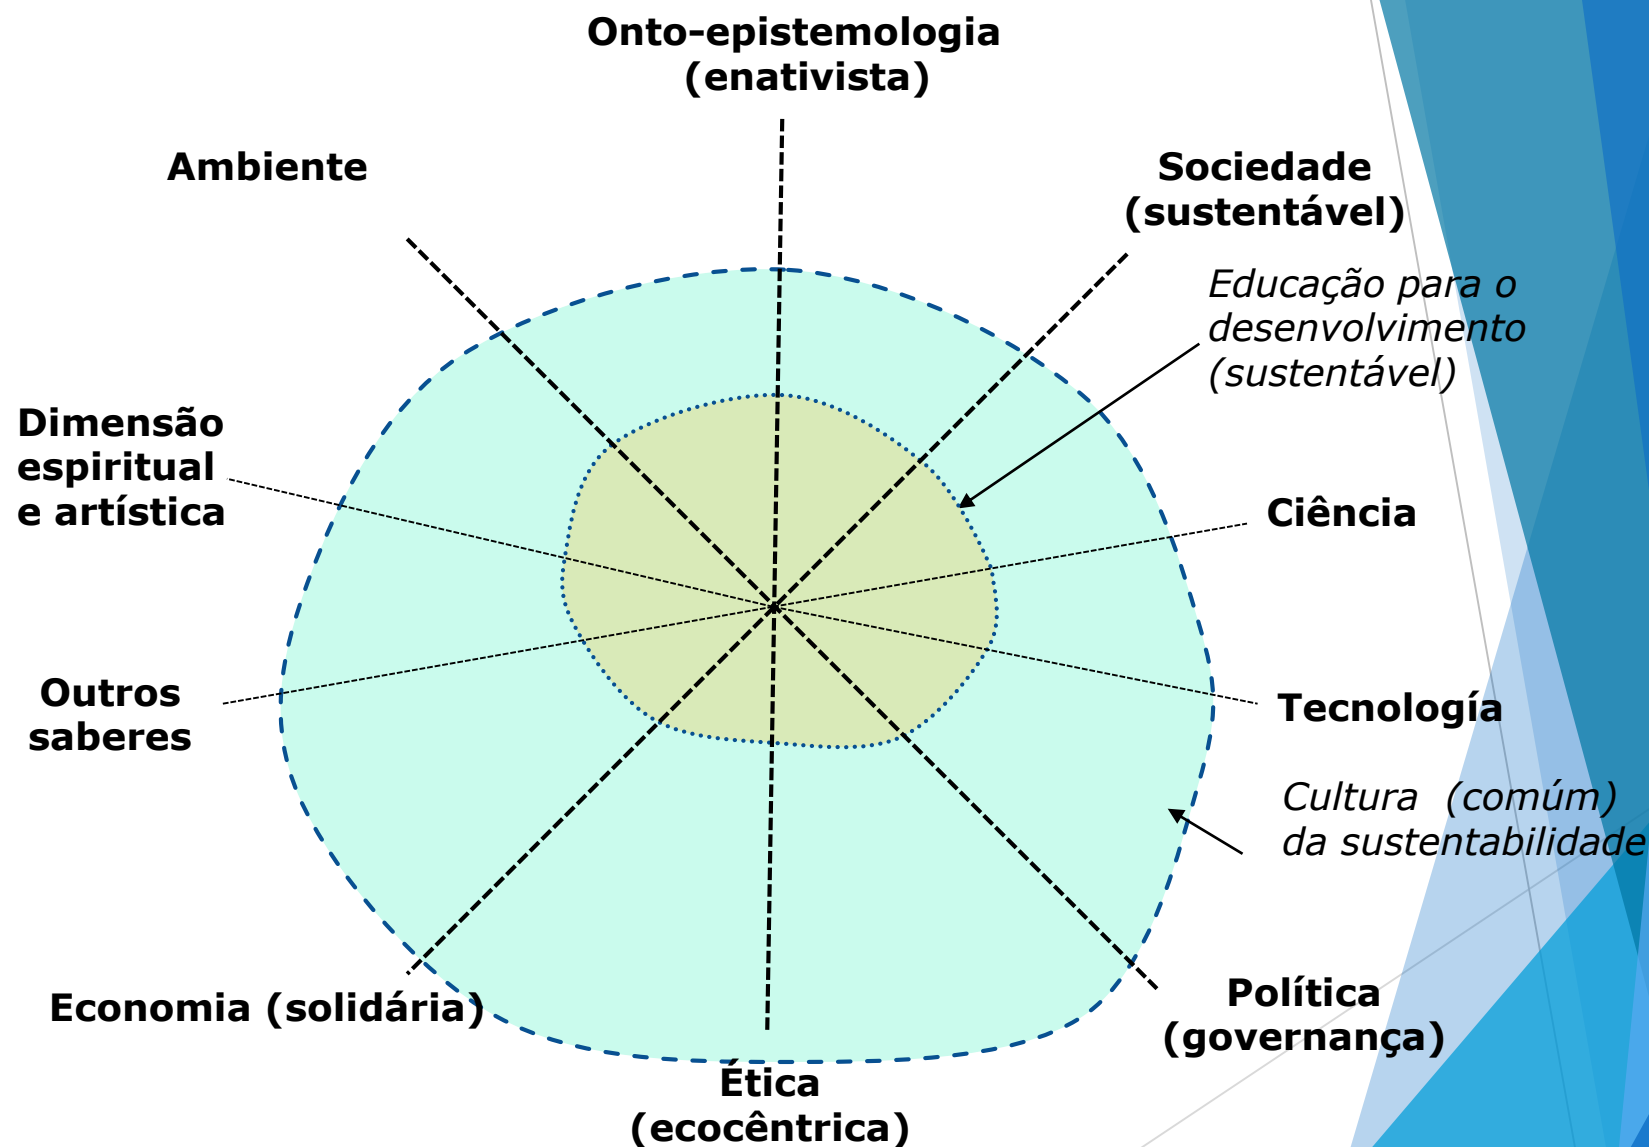 Onto-epistemologia
(enativista)
Ambiente
Sociedade
(sustentável)
Educação para o
desenvolvimento
(sustentável)
Dimensão
espiritual
e artística
Ciência
Outros
saberes
Tecnología
Cultura (comúm)
da sustentabilidade
Economia (solidária)
Política
(governança)
Ética
(ecocêntrica)